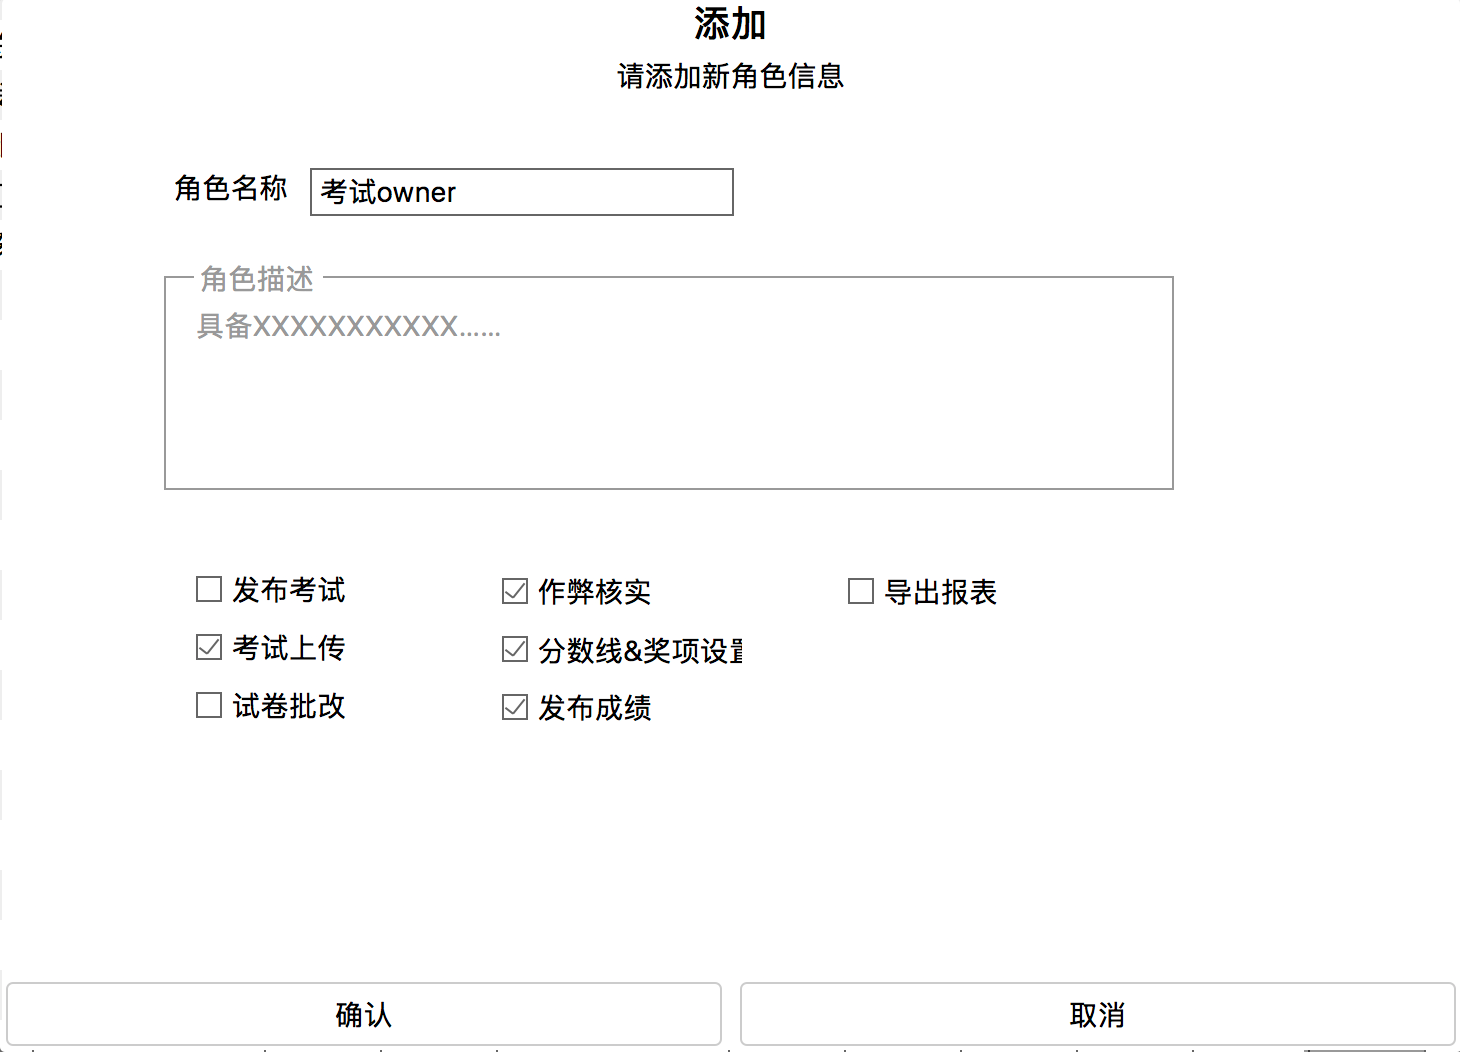 添加
请添加新角色信息
角色名称 考试owner
角色描述
具备XXXXXXXXXXX……
发布考试 作弊核实 导出报表
考试上传 分数线&奖项设置
试卷批改 发布成绩
确认 取消